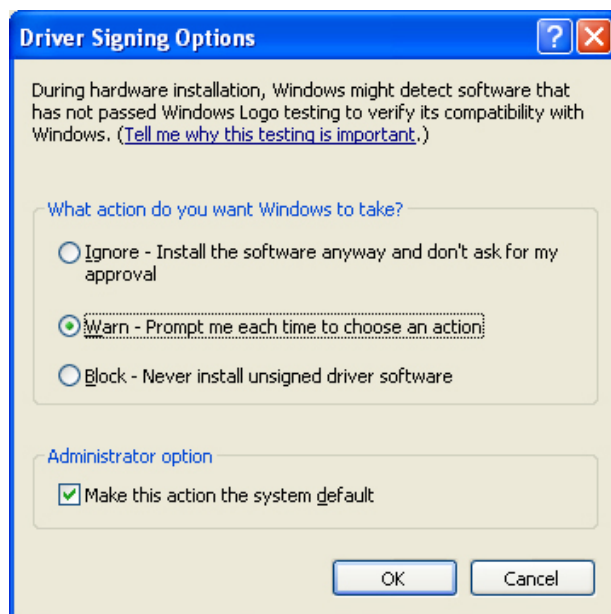 Driver Signing Options
During hardware installation, Windows might detect software that
has not passed Windows Logo testing to verify its compatibility with
Windows. (Tell me why this testing is important.)
What action do you want Windows to take?
Ignore - Install the software anyway and don't ask for my
approval
Warn - Prompt me each time to choose an action
Block - Never install unsigned driver software
Administrator option
Make this action the system default
OK Cancel